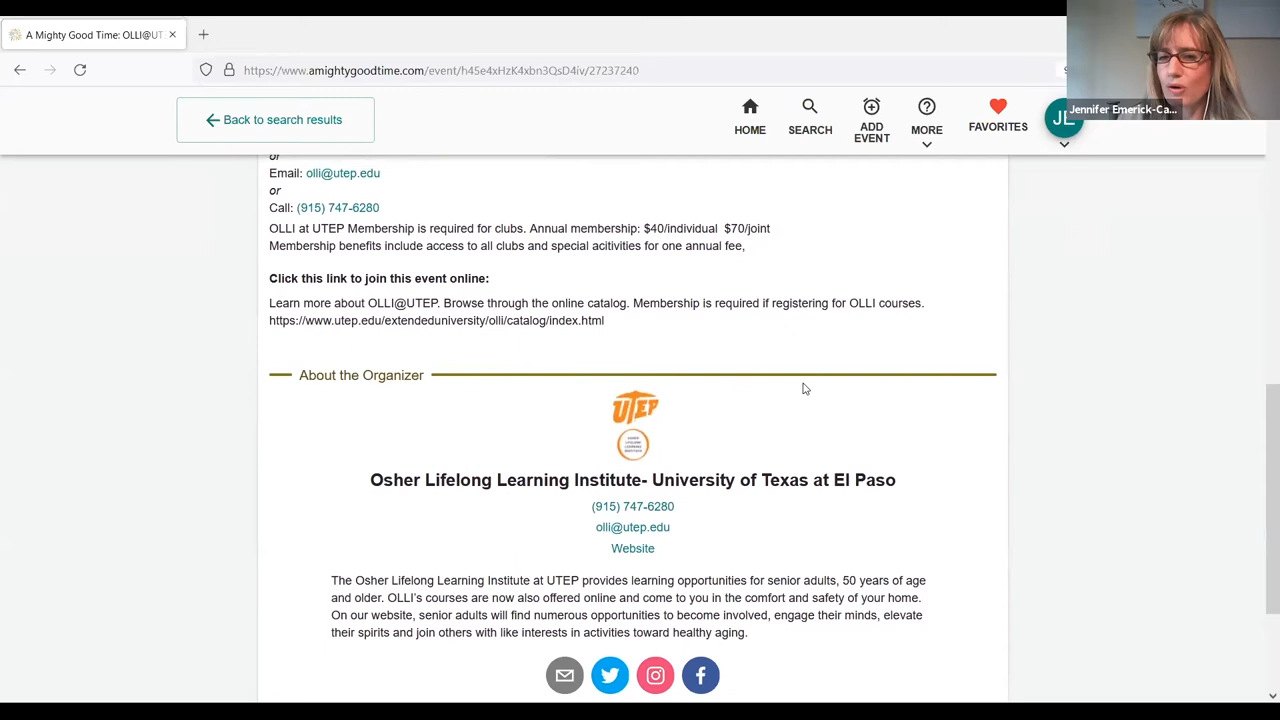 A Mighty Good Time: OLLI@UT
https://www.amightygoodtime.com/event/h45e4xHzK4xbn3QsD4iv/27237240
Jennifer Emerick-Ca...
Back to search results
HOME
SEARCH
ADD
EVENT
MORE
FAVORITES
JE
or
Email: olli@utep.edu
or
Call: (915) 747-6280
OLLI at UTEP Membership is required for clubs. Annual membership: $40/individual $70/joint
Membership benefits include access to all clubs and special acitivities for one annual fee,
Click this link to join this event online:
Learn more about OLLI@UTEP. Browse through the online catalog. Membership is required if registering for OLLI courses.
https://www.utep.edu/extendeduniversity/olli/catalog/index.html
About the Organizer
UTEP
OSHER
LIFELONG
LEARNING
INSTITUTE
Osher Lifelong Learning Institute- University of Texas at El Paso
(915) 747-6280
olli@utep.edu
Website
The Osher Lifelong Learning Institute at UTEP provides learning opportunities for senior adults, 50 years of age
and older. OLLI's courses are now also offered online and come to you in the comfort and safety of your home.
On our website, senior adults will find numerous opportunities to become involved, engage their minds, elevate
their spirits and join others with like interests in activities toward healthy aging.